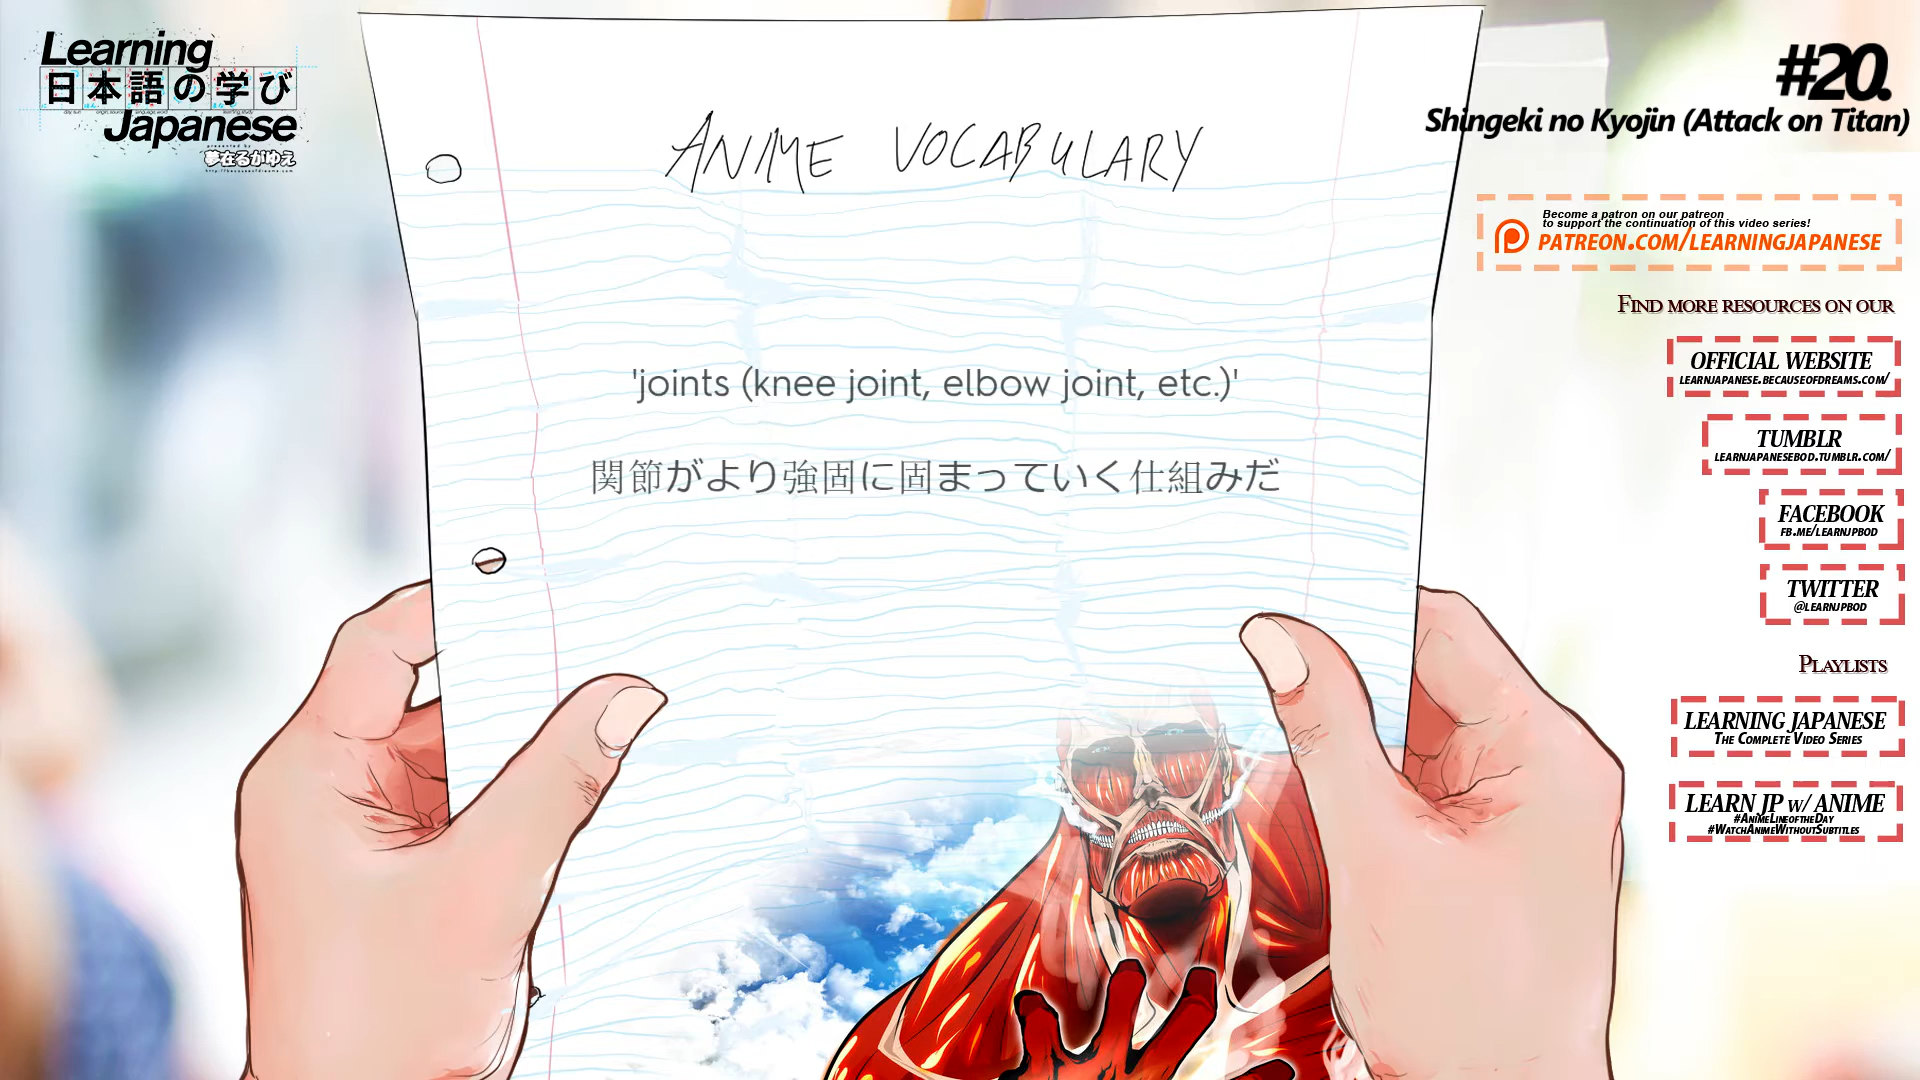 Learning
日本語の学び
Japanese
presented by
夢在るがゆえ
http://becauseofdreams.com
#20.
Shingeki no Kyojin (Attack on Titan)
ANIME VOCABULARY
'joints (knee joint, elbow joint, etc.)'
関節がより強固に固まっていく仕組みだ
Become a patron on our patreon
to support the continuation of this video series!
PATREON.COM/LEARNINGJAPANESE
FIND MORE RESOURCES ON OUR
OFFICIAL WEBSITE
LEARNJAPANESE.BECAUSEOFDREAMS.COM/
TUMBLR
LEARNJAPANESEBOD.TUMBLR.COM/
FACEBOOK
FB.ME/LEARNJPBOD
TWITTER
@LEARNJPBOD
PLAYLISTS
LEARNING JAPANESE
THE COMPLETE VIDEO SERIES
LEARN JP W/ ANIME
#ANIMELINEOFTHEDAY
#WATCHANIMEWITHOUTSUBTITLES